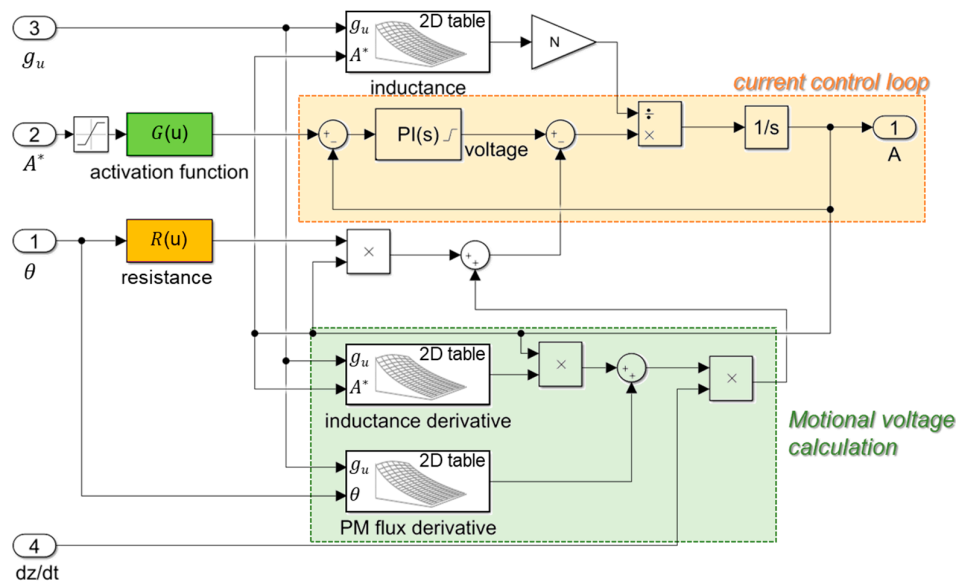 3
g_u
g_u
A*
2D table
inductance
N
current control loop
2
A*
G(u)
activation function
+
−
PI(s)
voltage
+
−
÷
×
1/s
1
A
1
θ
R(u)
resistance
×
+
+
g_u
A*
2D table
inductance derivative
×
+
+
×
Motional voltage
calculation
g_u
θ
2D table
PM flux derivative
4
dz/dt